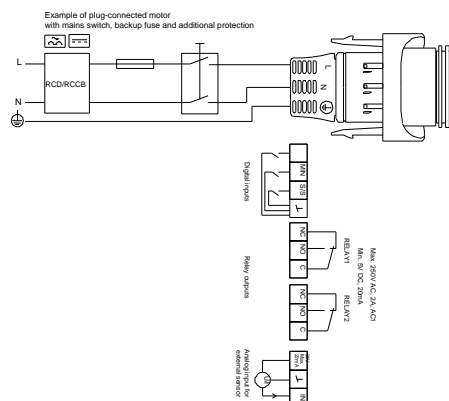 Example of plug-connected motor
with mains switch, backup fuse and additional protection
L
RCD/RCCB
N
L
N
Digital inputs
MIN
S/S
Relay outputs
NC
NO
C
RELAY1
NC
NO
C
RELAY2
Max. 250V AC, 2A, AC1
Min. 5V DC, 20mA
Analog input for
external sensor
Max.
IN